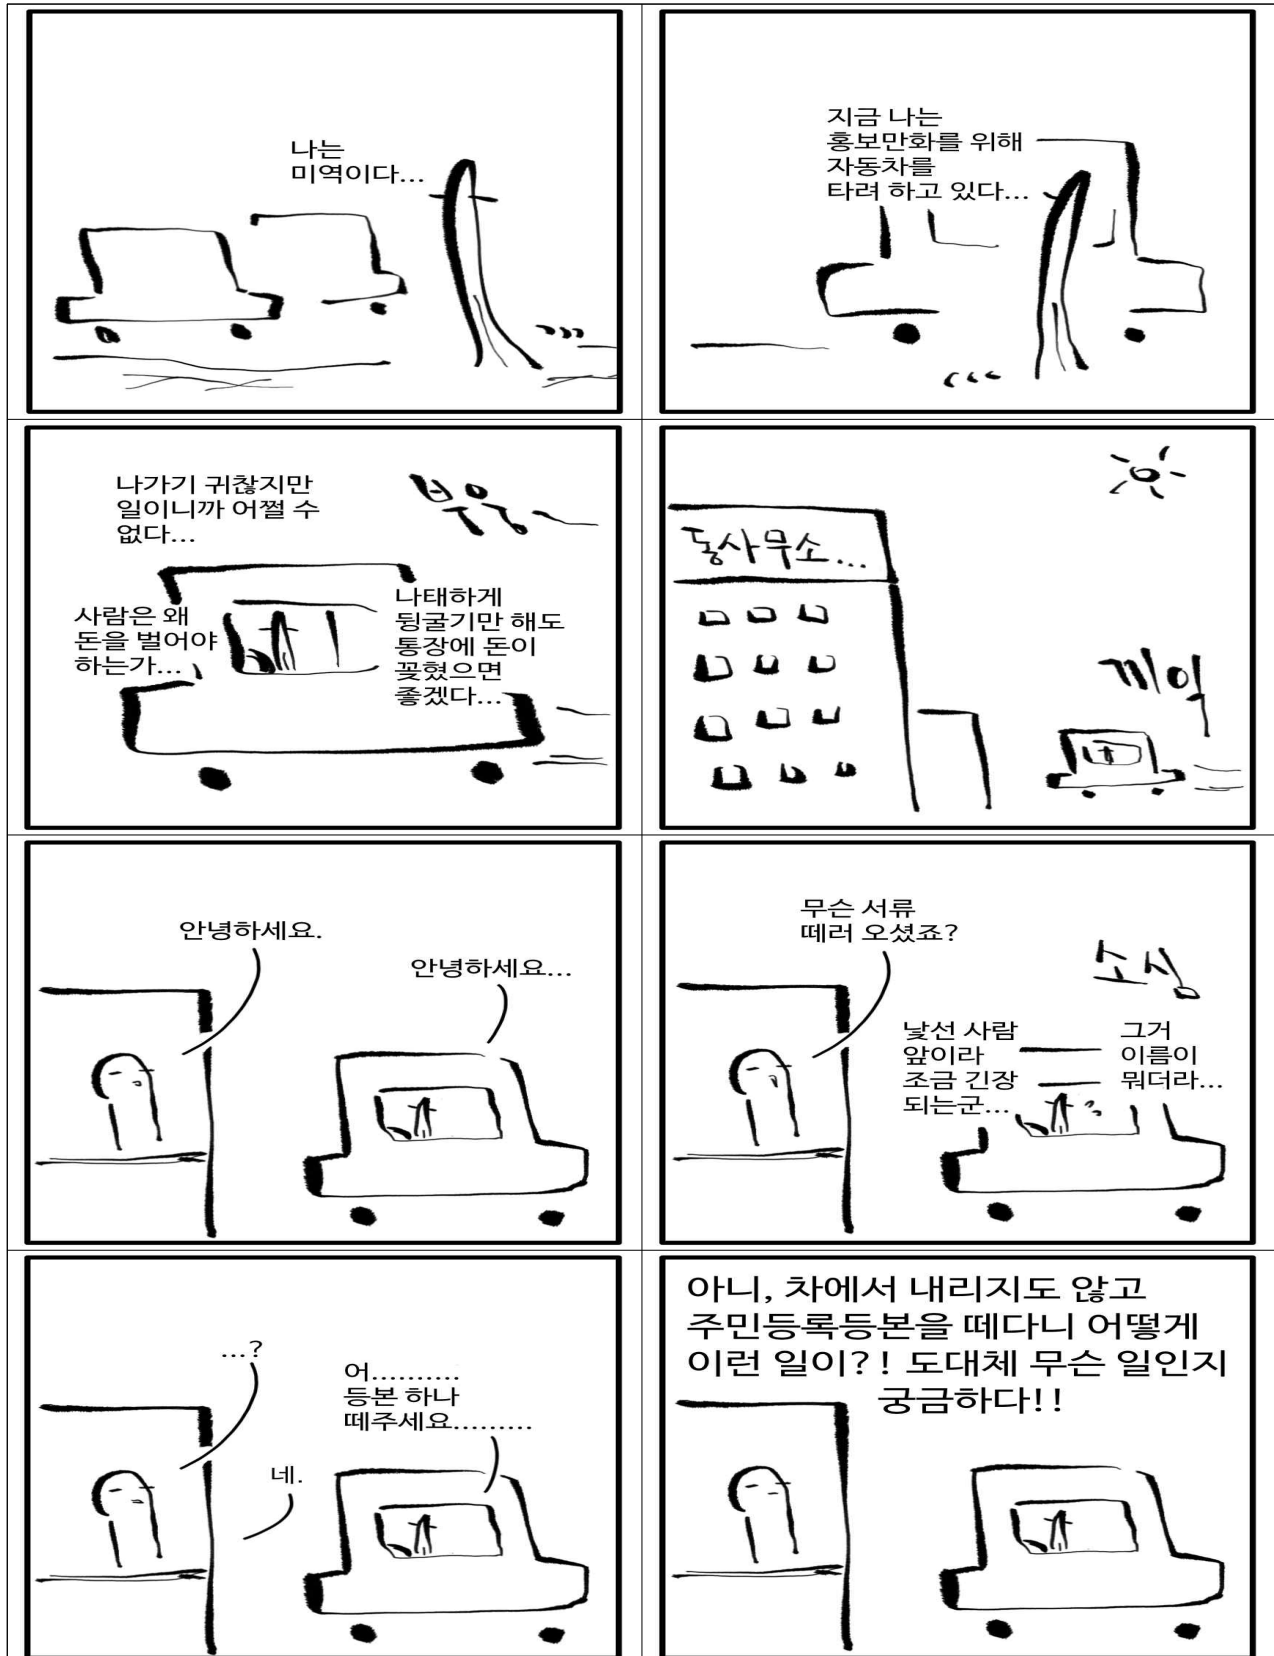 나는
미역이다...
지금 나는
홍보만화를 위해
자동차를
타려 하고 있다...
나가기 귀찮지만
일이니까 어쩔 수
없다...
부웅
사람은 왜
돈을 벌어야
하는가...
나태하게
뒹굴기만 해도
통장에 돈이
꽂혔으면
좋겠다...
동사무소...
끼익
안녕하세요.
안녕하세요...
무슨 서류
떼러 오셨죠?
소심
낯선 사람
앞이라
조금 긴장
되는군...
그거
이름이
뭐더라...
...?
어..........
등본 하나
떼주세요.........
네.
아니, 차에서 내리지도 않고
주민등록등본을 떼다니 어떻게
이런 일이?! 도대체 무슨 일인지
궁금하다!!